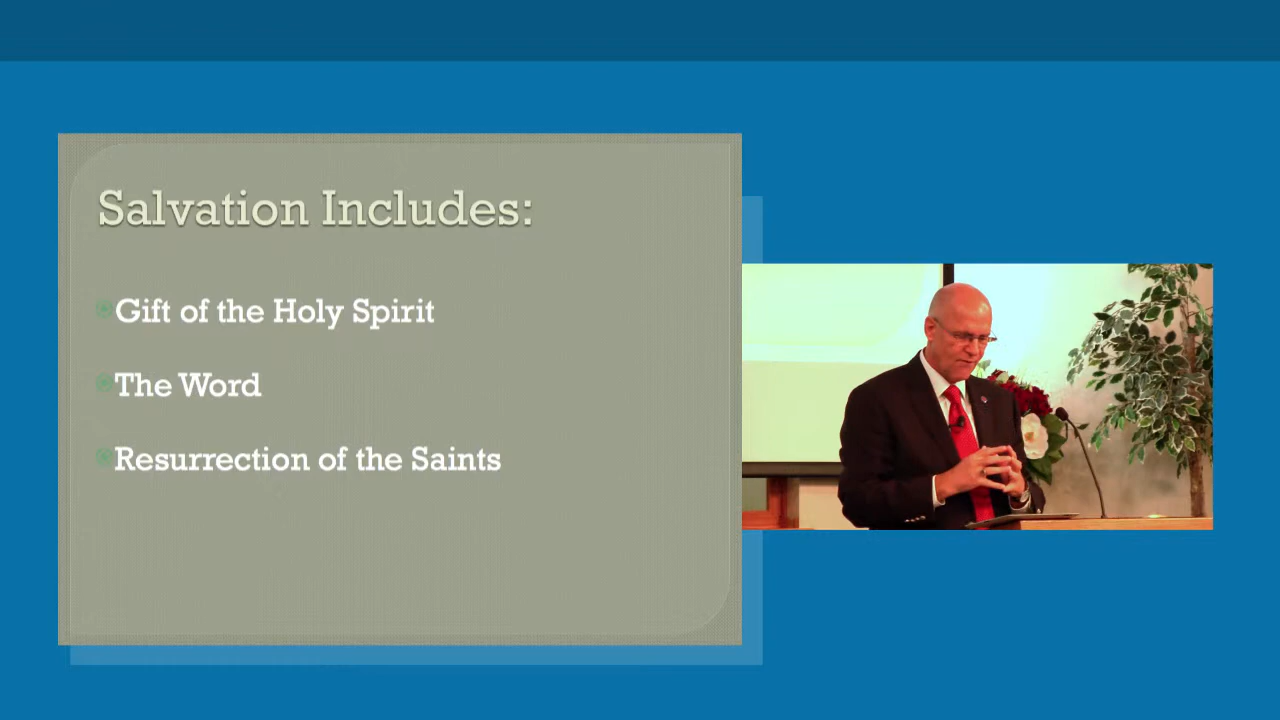 Salvation Includes:
Gift of the Holy Spirit
The Word
Resurrection of the Saints